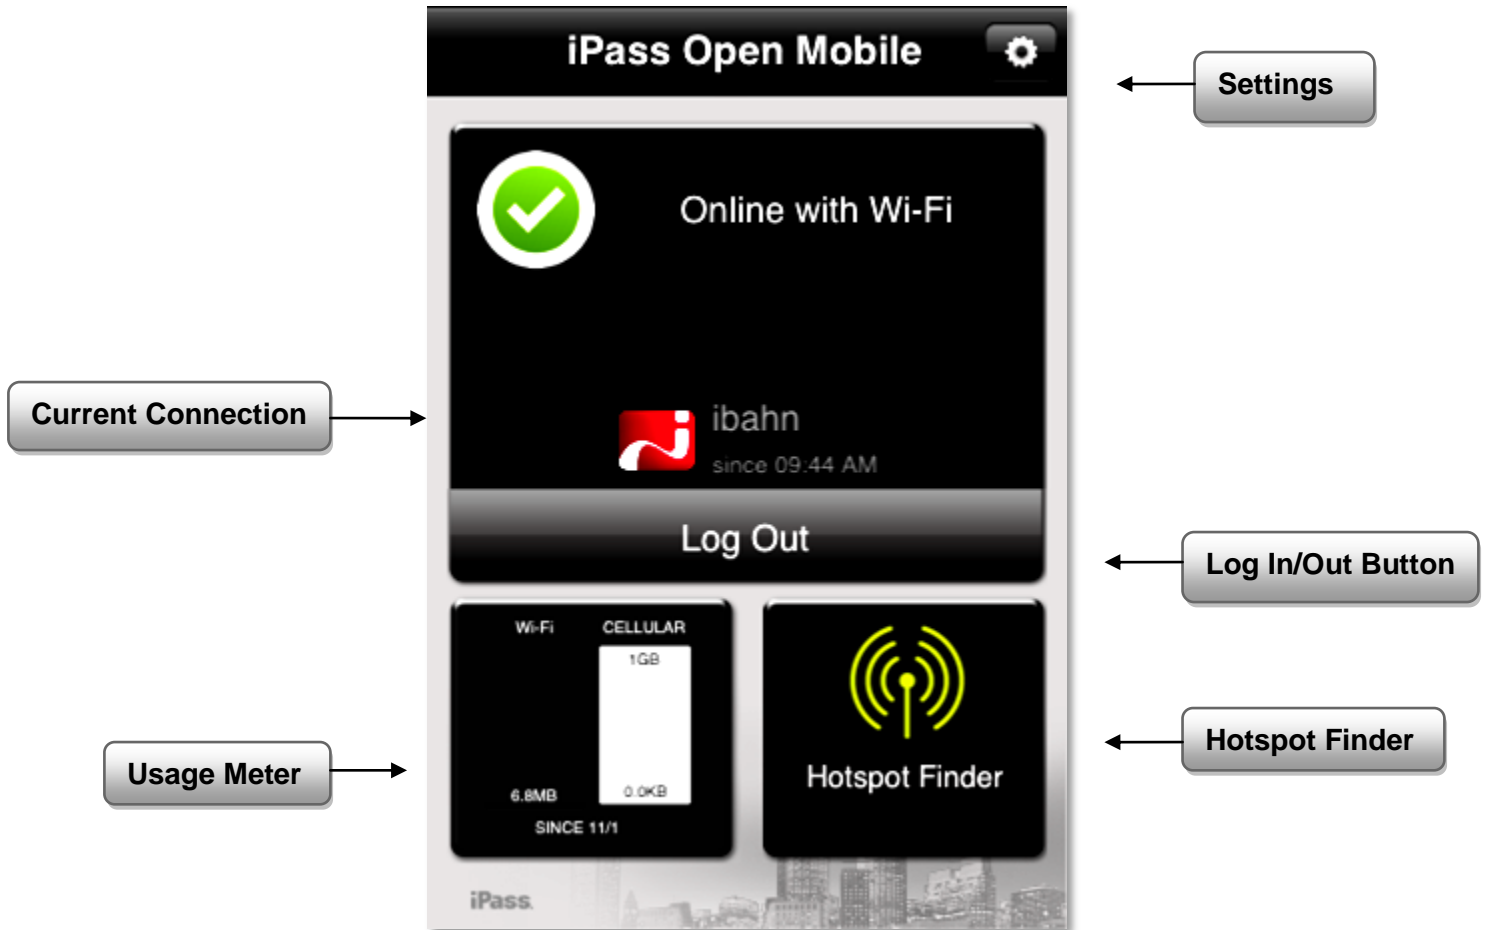 iPass Open Mobile
Settings
Online with Wi-Fi
Current Connection
ibahn
since 09:44 AM
Log Out
Log In/Out Button
Wi-Fi CELLULAR
1GB
Hotspot Finder
Usage Meter
Hotspot Finder
6.8MB 0.0KB
SINCE 11/1
iPass